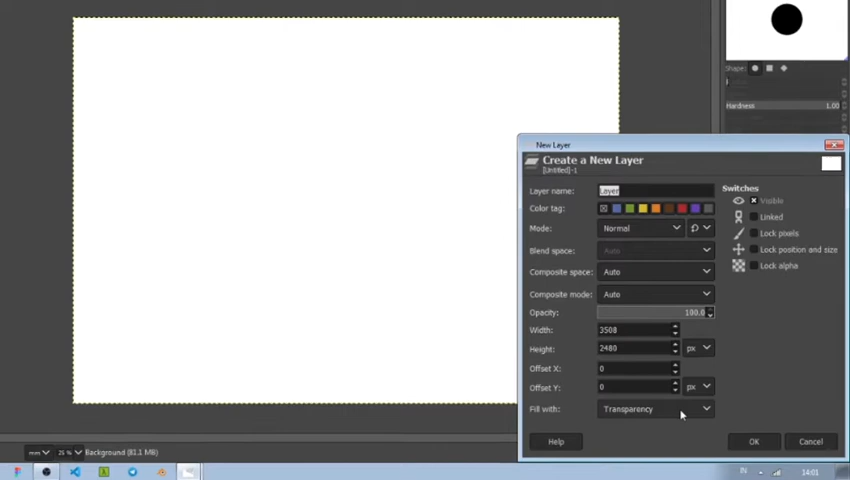 Shape:
Hardness 1.00
New Layer
Create a New Layer
[Untitled]-1
Layer name: Layer
Switches
Visible
Color tag:
Linked
Mode: Normal
Lock pixels
Blend space: Auto
Lock position and size
Lock alpha
Composite space: Auto
Composite mode: Auto
Opacity: 100.0
Width: 3508
Height: 2480 px
Offset X: 0
Offset Y: 0 px
Fill with: Transparency
Help OK Cancel
mm 25 % Background (81.1 MB)
IN 14:01